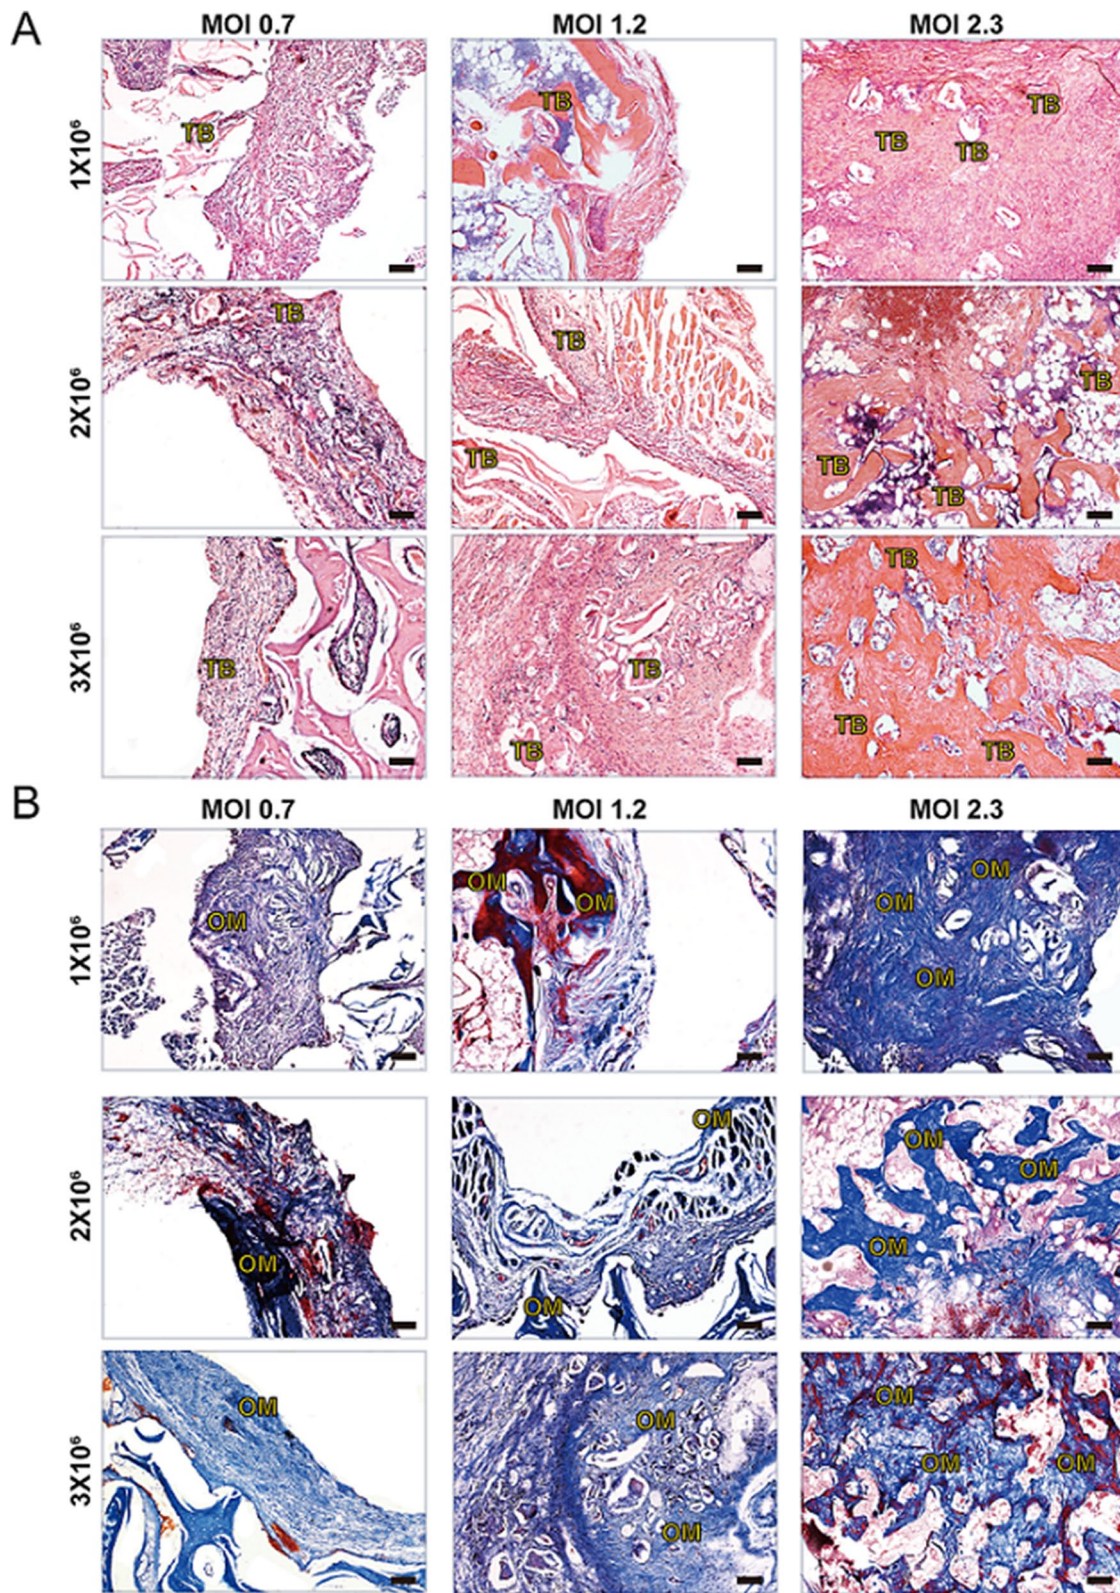 A
MOI 0.7 MOI 1.2 MOI 2.3
1X10⁶
TB TB TB TB TB
2X10⁶
TB TB TB TB TB TB
3X10⁶
TB TB TB TB TB TB
B
MOI 0.7 MOI 1.2 MOI 2.3
1X10⁶
OM OM OM OM OM OM
2X10⁶
OM OM OM OM OM OM
3X10⁶
OM OM OM OM OM OM